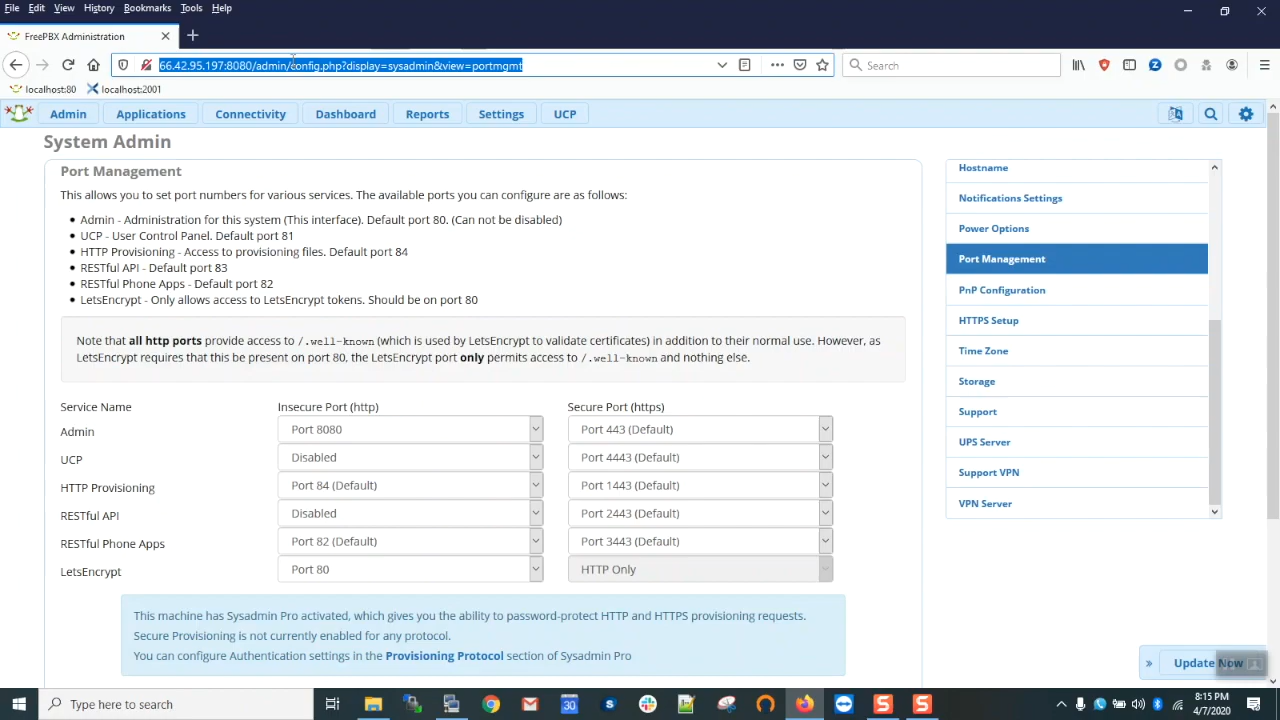 File Edit View History Bookmarks Tools Help
FreePBX Administration
66.42.95.197:8080/admin/config.php?display=sysadmin&view=portmgmt
Search
localhost:80 localhost:2001
Admin Applications Connectivity Dashboard Reports Settings UCP
System Admin
Port Management
This allows you to set port numbers for various services. The available ports you can configure are as follows:
Admin - Administration for this system (This interface). Default port 80. (Can not be disabled)
UCP - User Control Panel. Default port 81
HTTP Provisioning - Access to provisioning files. Default port 84
RESTful API - Default port 83
RESTful Phone Apps - Default port 82
LetsEncrypt - Only allows access to LetsEncrypt tokens. Should be on port 80
Note that all http ports provide access to /.well-known (which is used by LetsEncrypt to validate certificates) in addition to their normal use. However, as
LetsEncrypt requires that this be present on port 80, the LetsEncrypt port only permits access to /.well-known and nothing else.
Service Name Insecure Port (http) Secure Port (https)
Admin Port 8080 Port 443 (Default)
UCP Disabled Port 4443 (Default)
HTTP Provisioning Port 84 (Default) Port 1443 (Default)
RESTful API Disabled Port 2443 (Default)
RESTful Phone Apps Port 82 (Default) Port 3443 (Default)
LetsEncrypt Port 80 HTTP Only
This machine has Sysadmin Pro activated, which gives you the ability to password-protect HTTP and HTTPS provisioning requests.
Secure Provisioning is not currently enabled for any protocol.
You can configure Authentication settings in the Provisioning Protocol section of Sysadmin Pro
Hostname
Notifications Settings
Power Options
Port Management
PnP Configuration
HTTPS Setup
Time Zone
Storage
Support
UPS Server
Support VPN
VPN Server
» Update Now
Type here to search
8:15 PM
4/7/2020